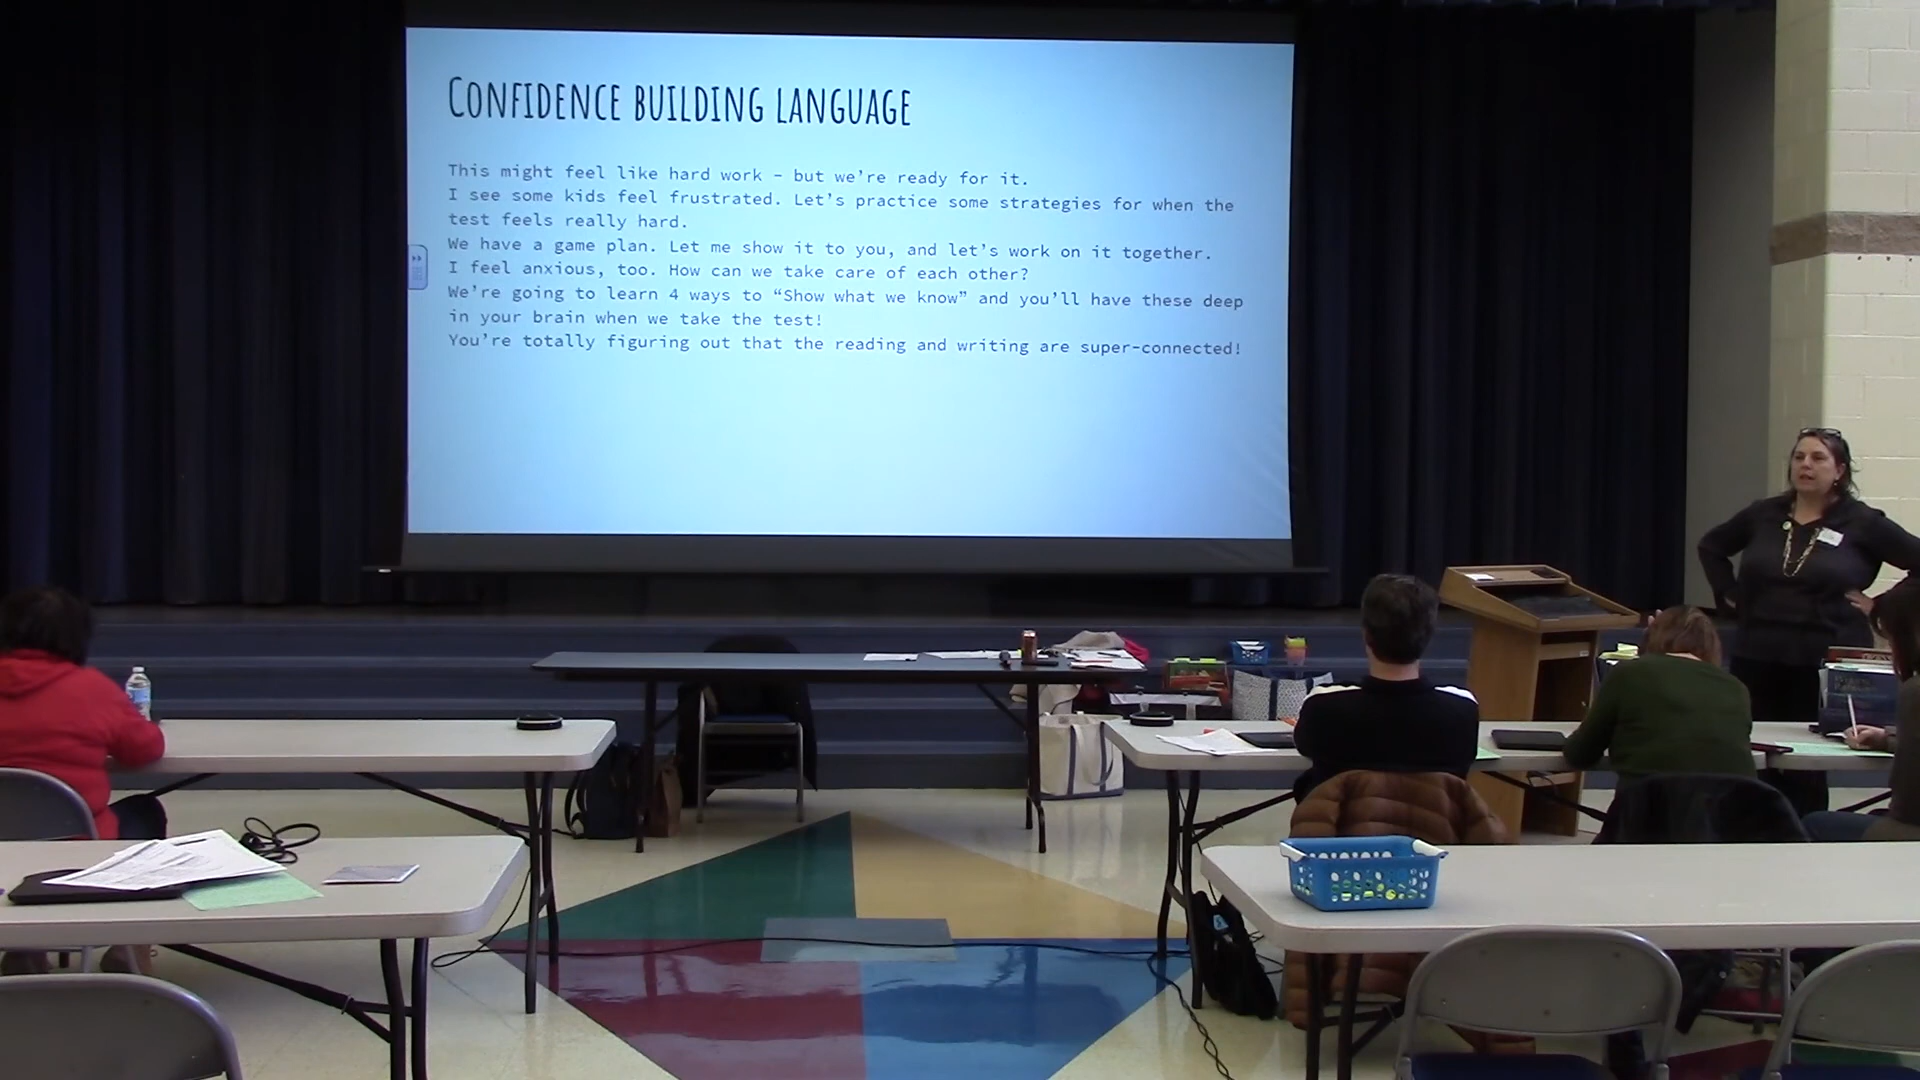 Confidence building language
This might feel like hard work – but we're ready for it.
I see some kids feel frustrated. Let's practice some strategies for when the
test feels really hard.
We have a game plan. Let me show it to you, and let's work on it together.
I feel anxious, too. How can we take care of each other?
We're going to learn 4 ways to “Show what we know” and you'll have these deep
in your brain when we take the test!
You're totally figuring out that the reading and writing are super-connected!